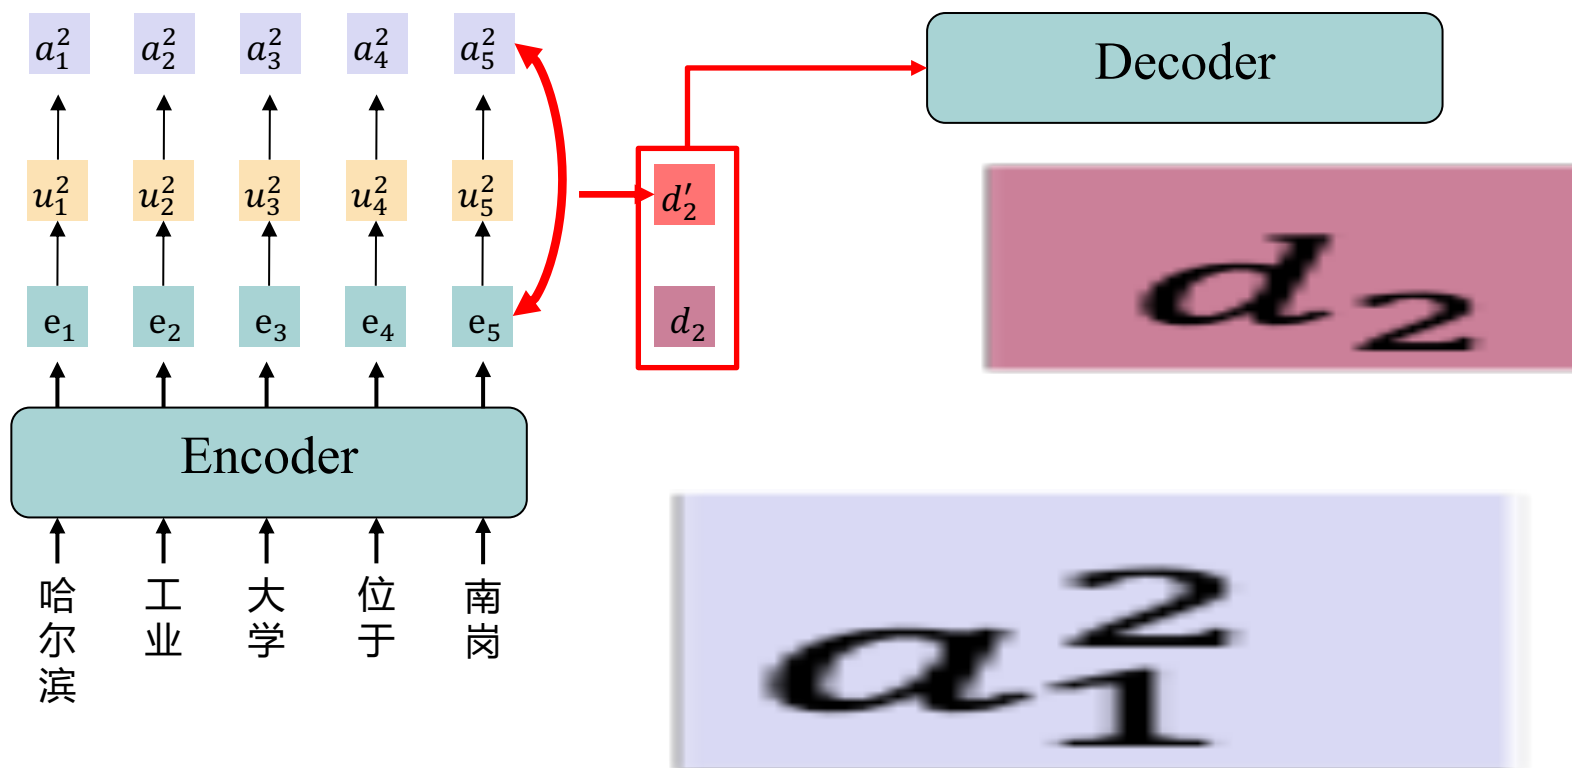 a₁² a₂² a₃² a₄² a₅²
Decoder
u₁² u₂² u₃² u₄² u₅²
d₂′
d₂
e₁ e₂ e₃ e₄ e₅
d₂
Encoder
哈尔滨 工业 大学 位于 南岗
a₁²